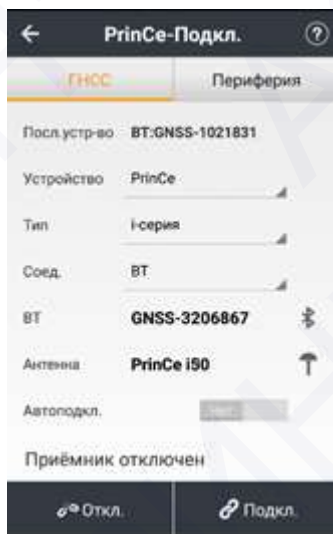 PrinCe-Подкл.
ГНСС Периферия
Посл.устр-во BT:GNSS-1021831
Устройство PrinCe
Тип i-серия
Соед. BT
BT GNSS-3206867
Антенна PrinCe i50
Автоподкл.
Приёмник отключен
Откл. Подкл.